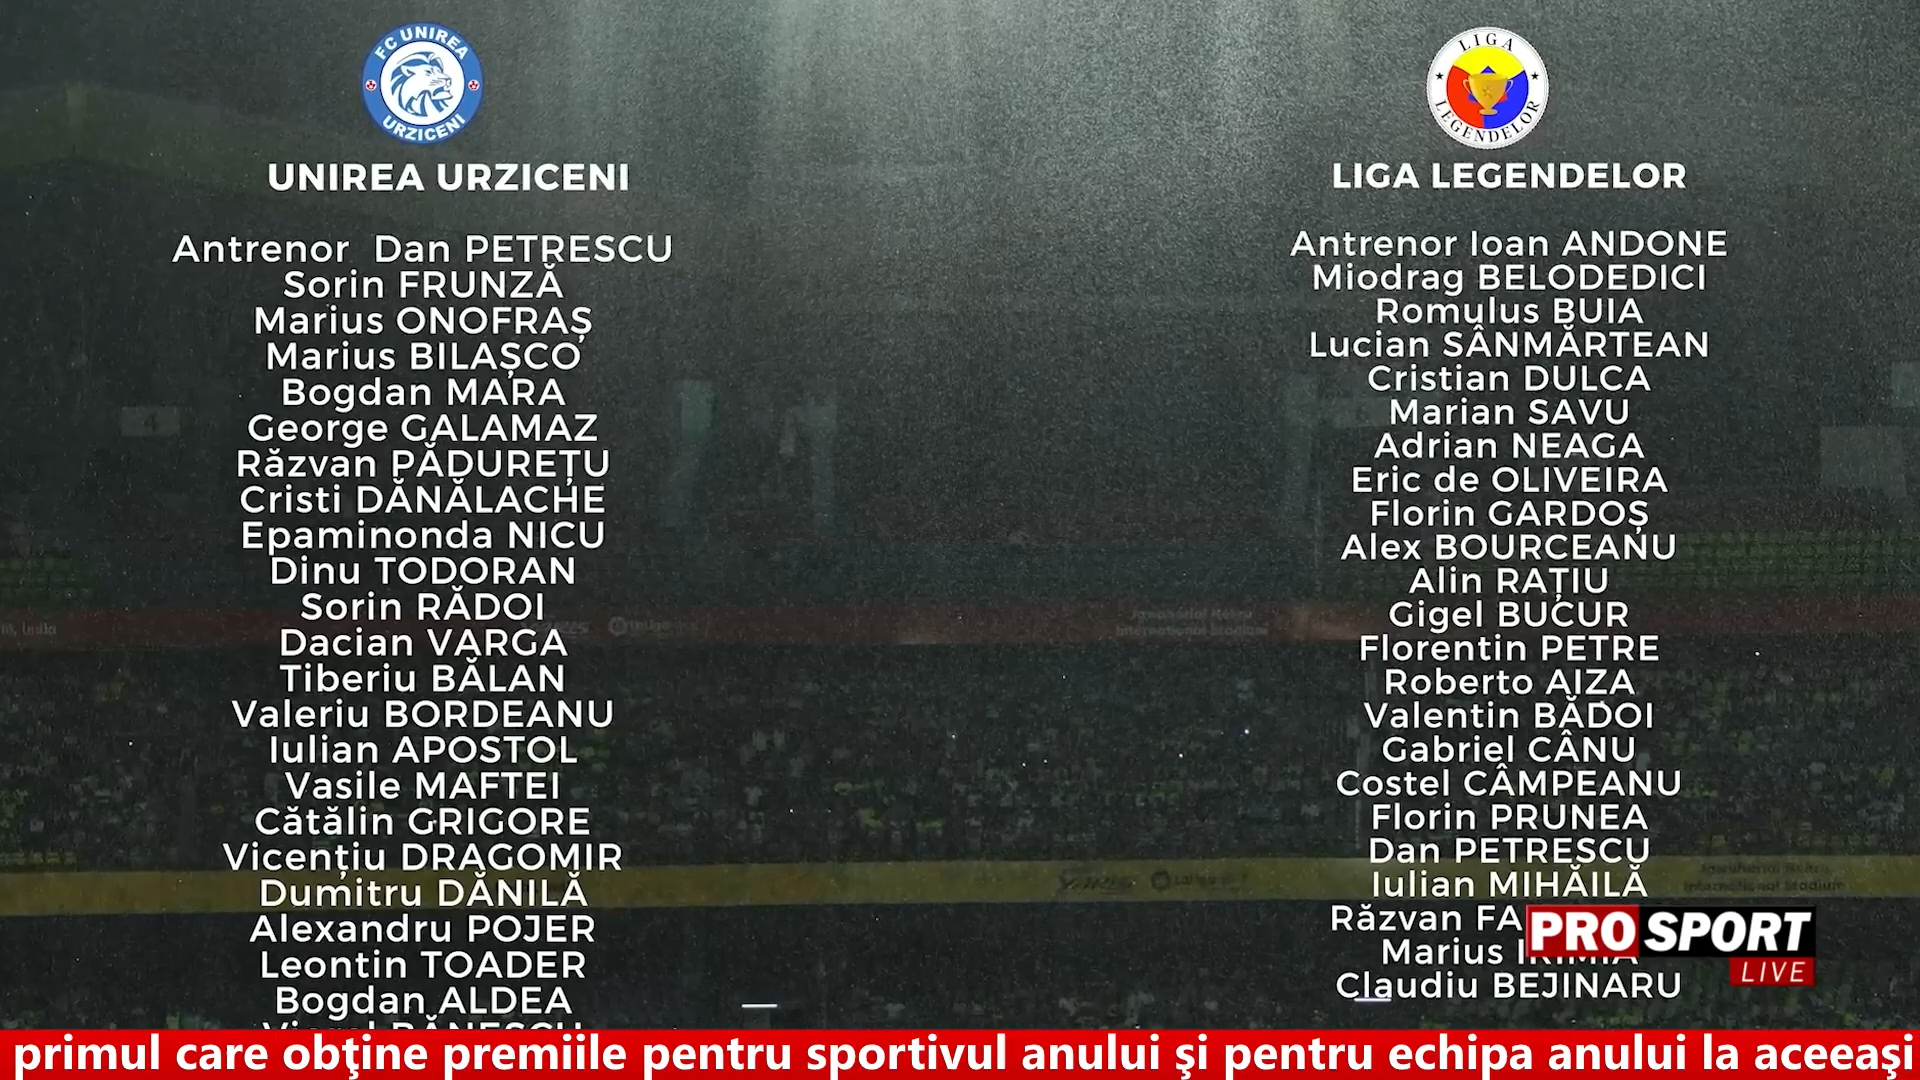 FC UNIREA
URZICENI
UNIREA URZICENI
Antrenor Dan PETRESCU
Sorin FRUNZĂ
Marius ONOFRAȘ
Marius BILAȘCO
Bogdan MARA
George GALAMAZ
Răzvan PĂDUREȚU
Cristi DĂNĂLACHE
Epaminonda NICU
Dinu TODORAN
Sorin RĂDOI
Dacian VARGA
Tiberiu BĂLAN
Valeriu BORDEANU
Iulian APOSTOL
Vasile MAFTEI
Cătălin GRIGORE
Vicențiu DRAGOMIR
Dumitru DĂNILĂ
Alexandru POJER
Leontin TOADER
Bogdan ALDEA
LIGA
LEGENDELOR
LIGA LEGENDELOR
Antrenor Ioan ANDONE
Miodrag BELODEDICI
Romulus BUIA
Lucian SÂNMĂRTEAN
Cristian DULCA
Marian SAVU
Adrian NEAGA
Eric de OLIVEIRA
Florin GARDOȘ
Alex BOURCEANU
Alin RAȚIU
Gigel BUCUR
Florentin PETRE
Roberto AIZA
Valentin BĂDOI
Gabriel CÂNU
Costel CÂMPEANU
Florin PRUNEA
Dan PETRESCU
Iulian MIHĂILĂ
Răzvan FA
Marius IRIMIA
Claudiu BEJINARU
PRO SPORT
LIVE
primul care obţine premiile pentru sportivul anului şi pentru echipa anului la aceeaşi